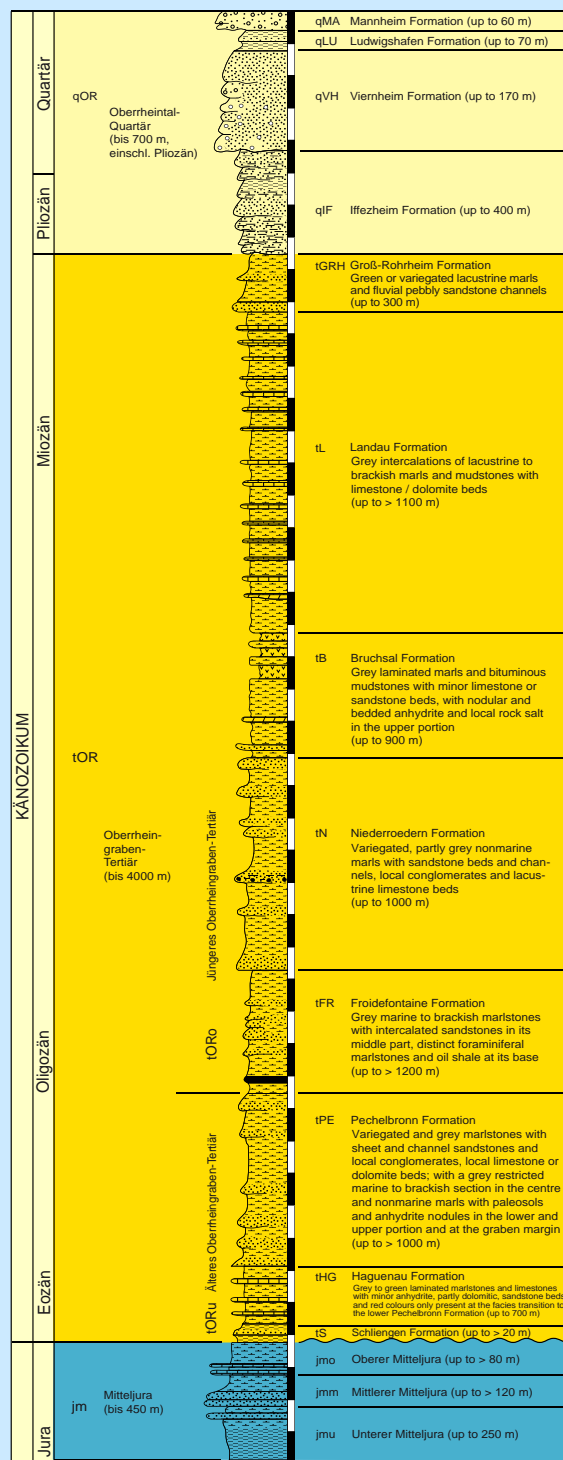 KÄNOZOIKUM
Quartär
Pliozän
Miozän
Oligozän
Eozän
Jura
qOR
Oberrheintal-
Quartär
(bis 700 m,
einschl. Pliozän)
tOR
Oberrhein-
graben-
Tertiär
(bis 4000 m)
Jüngeres Oberrheingraben-Tertiär
tORo
Älteres Oberrheingraben-Tertiär
tORu
jm
Mitteljura
(bis 450 m)
qMA Mannheim Formation (up to 60 m)
qLU Ludwigshafen Formation (up to 70 m)
qVH Viernheim Formation (up to 170 m)
qIF Iffezheim Formation (up to 400 m)
tGRH Groß-Rohrheim Formation
Green or variegated lacustrine marls
and fluvial pebbly sandstone channels
(up to 300 m)
tL Landau Formation
Grey intercalations of lacustrine to
brackish marls and mudstones with
limestone / dolomite beds
(up to > 1100 m)
tB Bruchsal Formation
Grey laminated marls and bituminous
mudstones with minor limestone or
sandstone beds, with nodular and
bedded anhydrite and local rock salt
in the upper portion
(up to 900 m)
tN Niederroedern Formation
Variegated, partly grey nonmarine
marls with sandstone beds and chan-
nels, local conglomerates and lacus-
trine limestone beds
(up to 1000 m)
tFR Froidefontaine Formation
Grey marine to brackish marlstones
with intercalated sandstones in its
middle part, distinct foraminiferal
marlstones and oil shale at its base
(up to > 1200 m)
tPE Pechelbronn Formation
Variegated and grey marlstones with
sheet and channel sandstones and
local conglomerates, local limestone or
dolomite beds; with a grey restricted
marine to brackish section in the centre
and nonmarine marls with paleosols
and anhydrite nodules in the lower and
upper portion and at the graben margin
(up to > 1000 m)
tHG Haguenau Formation
Grey to green laminated marlstones and limestones
with minor anhydrite, partly dolomitic, sandstone beds
and red colours only present at the facies transition to
the lower Pechelbronn Formation (up to 700 m)
tS Schliengen Formation (up to > 20 m)
jmo Oberer Mitteljura (up to > 80 m)
jmm Mittlerer Mitteljura (up to > 120 m)
jmu Unterer Mitteljura (up to 250 m)